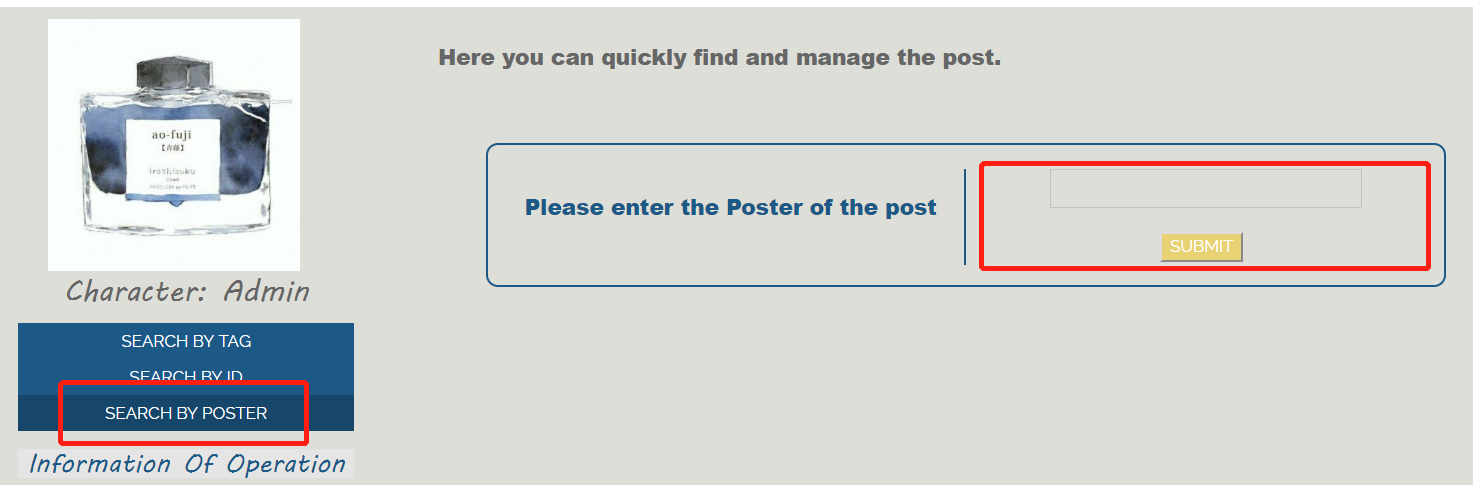 Here you can quickly find and manage the post.
ao-fuji
iroshizuku
Please enter the Poster of the post
SUBMIT
Character: Admin
SEARCH BY TAG
SEARCH BY ID
SEARCH BY POSTER
Information Of Operation